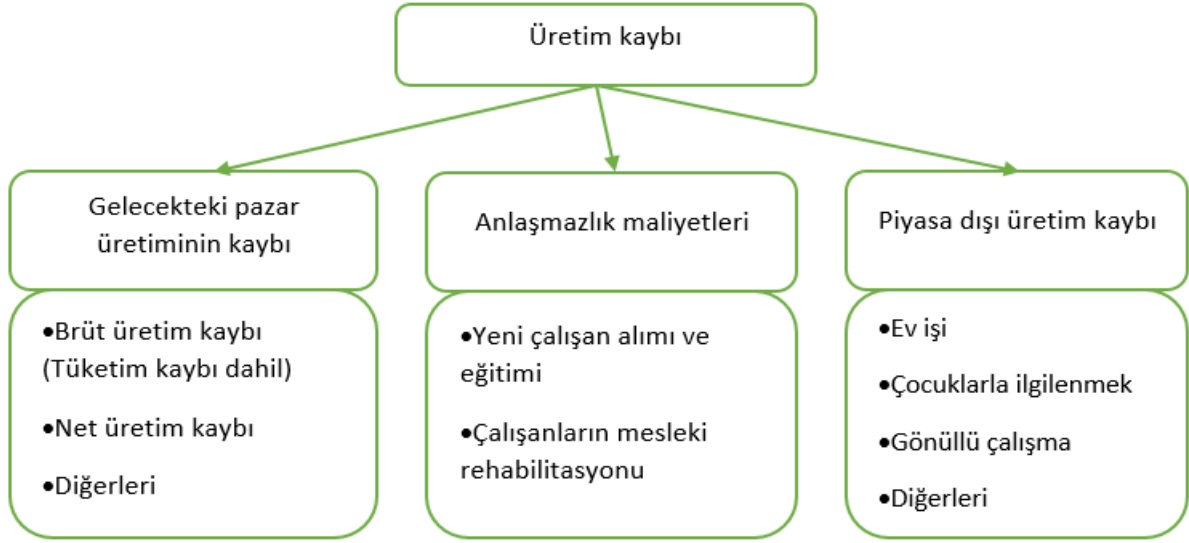 Üretim kaybı
Gelecekteki pazar
üretiminin kaybı
•Brüt üretim kaybı
(Tüketim kaybı dahil)
•Net üretim kaybı
•Diğerleri
Anlaşmazlık maliyetleri
•Yeni çalışan alımı ve
eğitimi
•Çalışanların mesleki
rehabilitasyonu
Piyasa dışı üretim kaybı
•Ev işi
•Çocuklarla ilgilenmek
•Gönüllü çalışma
•Diğerleri